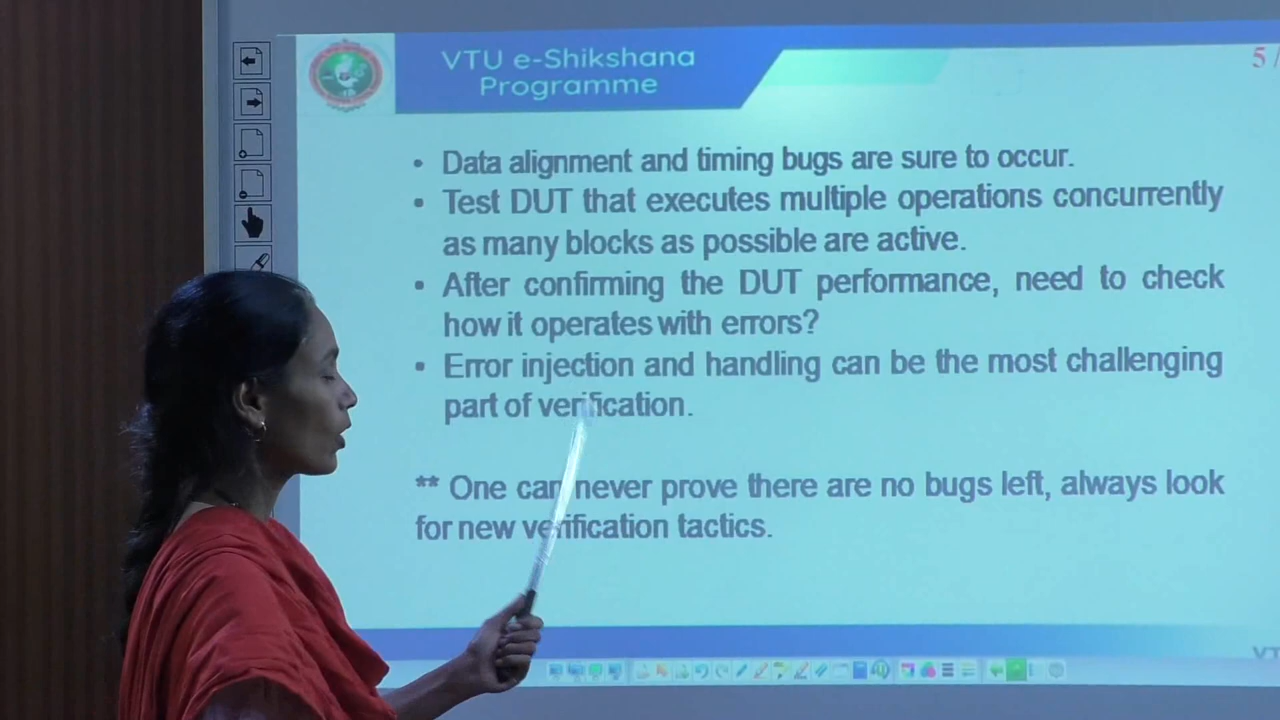 VTU e-Shikshana
Programme
5 /
• Data alignment and timing bugs are sure to occur.
• Test DUT that executes multiple operations concurrently
as many blocks as possible are active.
• After confirming the DUT performance, need to check
how it operates with errors?
• Error injection and handling can be the most challenging
part of verification.
** One can never prove there are no bugs left, always look
for new verification tactics.
VT